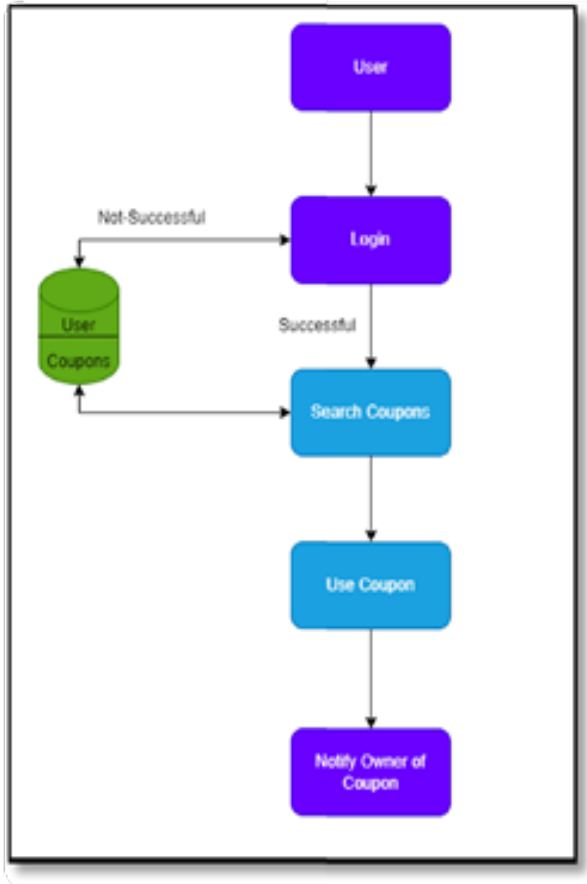 User
Not-Successful
Login
User
Successful
Coupons
Search Coupons
Use Coupon
Notify Owner of
Coupon